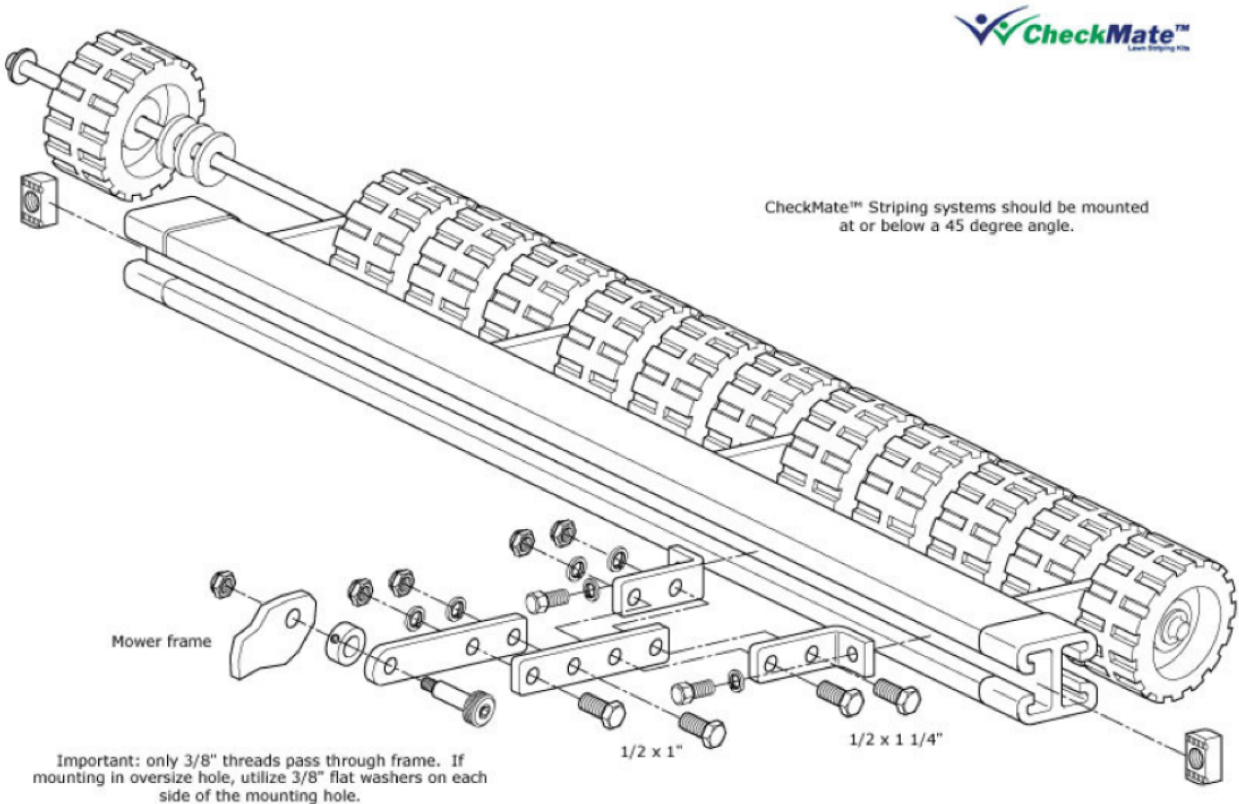 CheckMate™
Lawn Striping Kits
CheckMate™ Striping systems should be mounted
at or below a 45 degree angle.
Mower frame
1/2 x 1"
1/2 x 1 1/4"
Important: only 3/8" threads pass through frame. If
mounting in oversize hole, utilize 3/8" flat washers on each
side of the mounting hole.